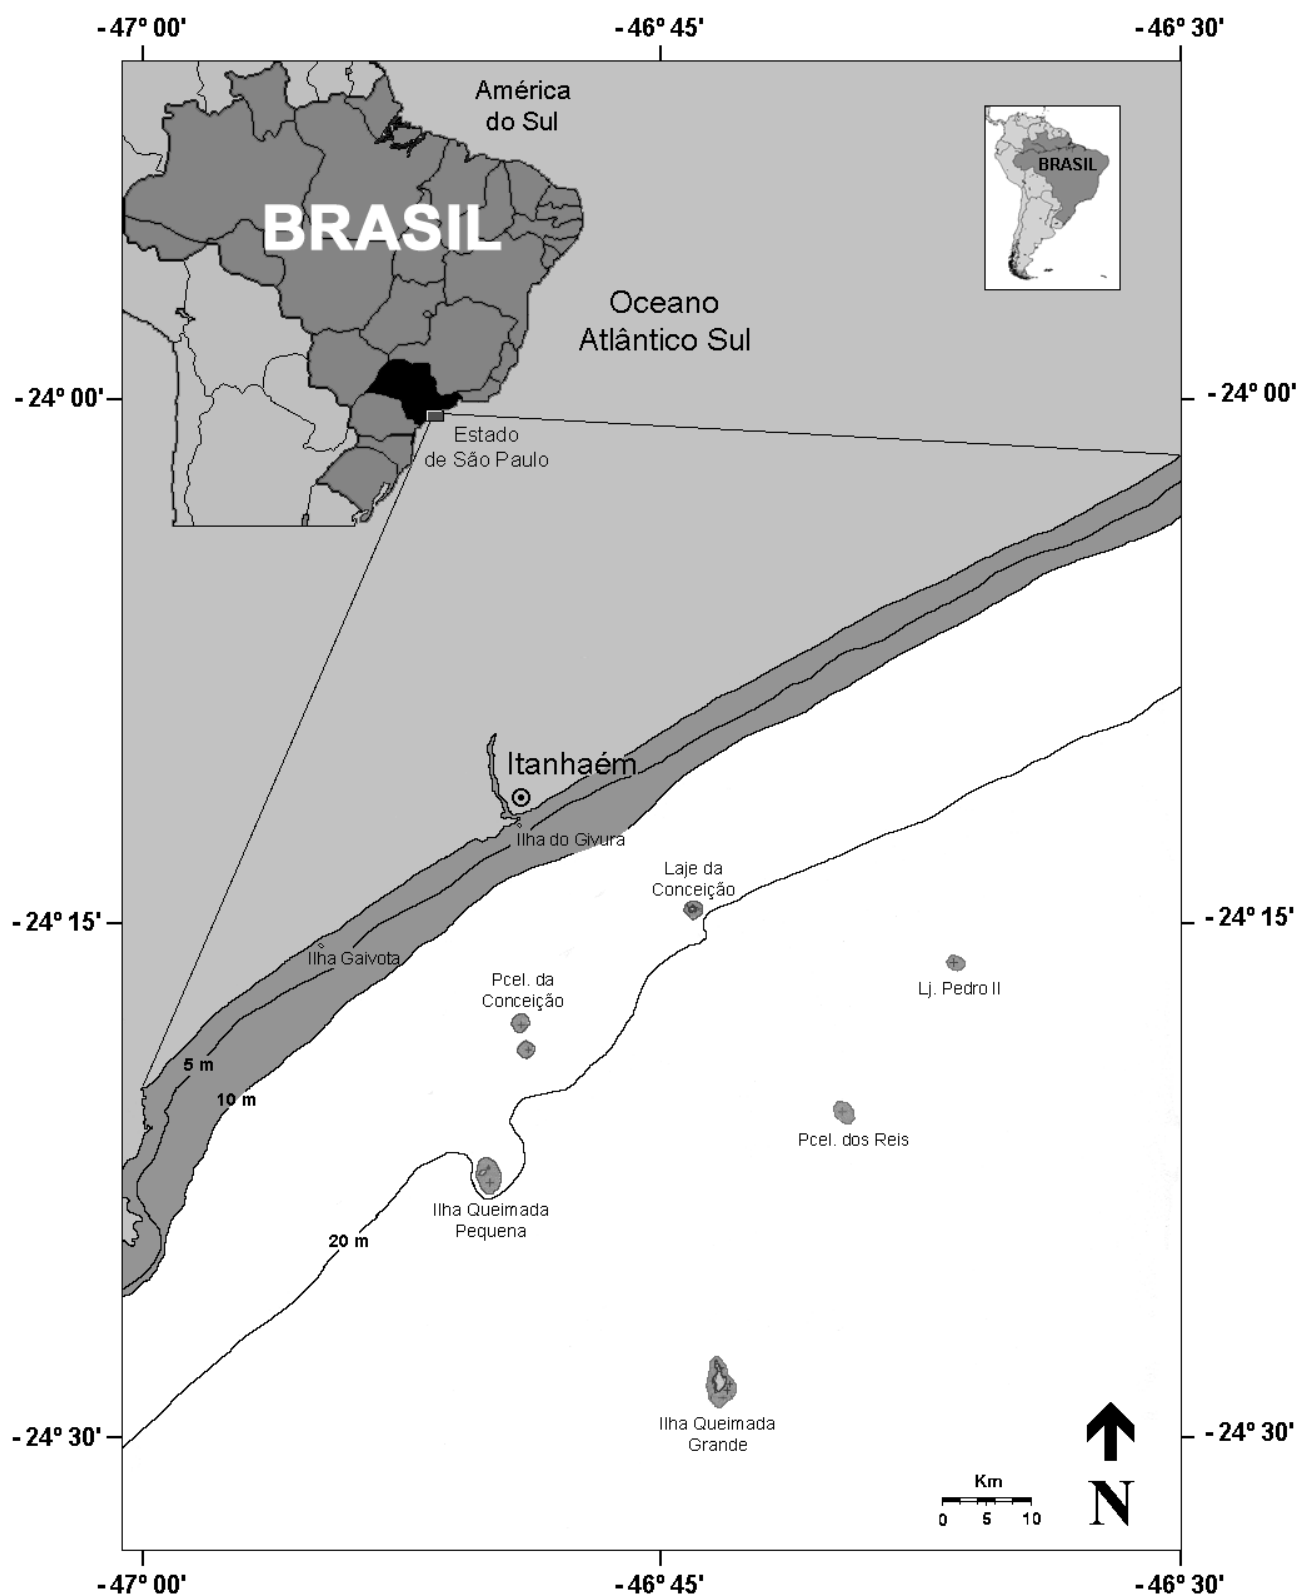 -47º 00'
-46º 45'
-46º 30'
América
do Sul
BRASIL
BRASIL
Oceano
Atlântico Sul
-24º 00'
-24º 00'
Estado
de São Paulo
Itanhaém
Ilha do Givura
Laje da
Conceição
-24º 15'
-24º 15'
Ilha Gaivota
Pcel. da
Conceição
Lj. Pedro II
5 m
10 m
Pcel. dos Reis
Ilha Queimada
Pequena
20 m
Ilha Queimada
Grande
-24º 30'
-24º 30'
Km
0 5 10
N
-47º 00'
-46º 45'
-46º 30'